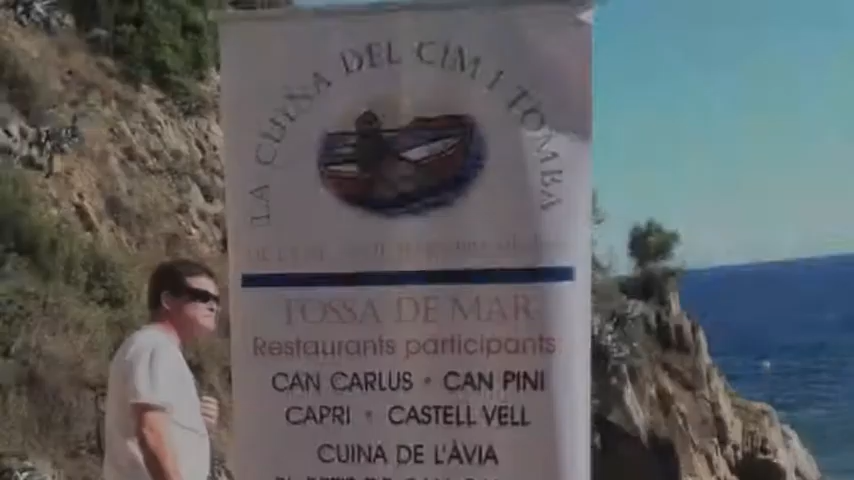 LA CUINA DEL CIM I TOMBA
TOSSA DE MAR
Restaurants participants
CAN CARLUS • CAN PINI
CAPRI • CASTELL VELL
CUINA DE L'ÀVIA